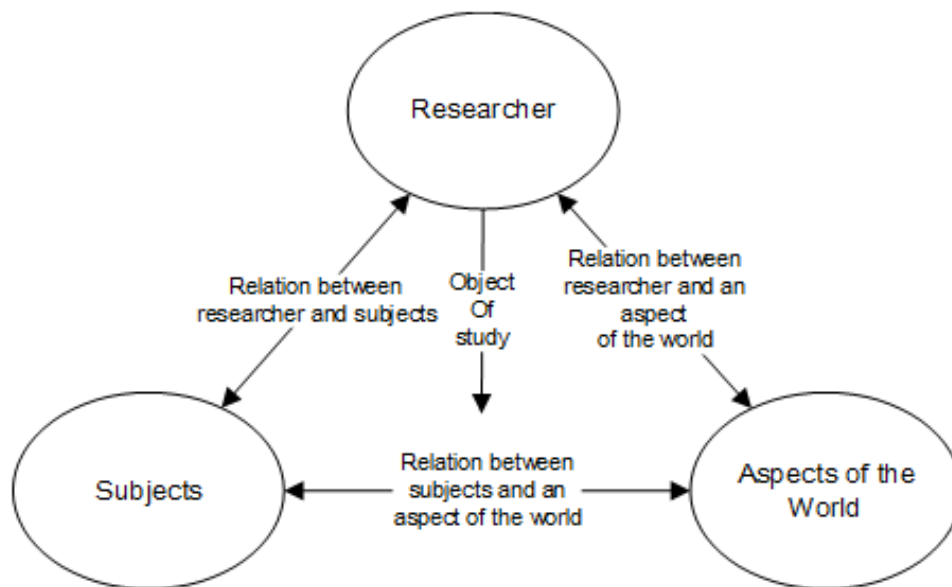 Researcher
Relation between
researcher and subjects
Object
Of
study
Relation between
researcher and an
aspect
of the world
Subjects
Relation between
subjects and an
aspect of the world
Aspects of the
World